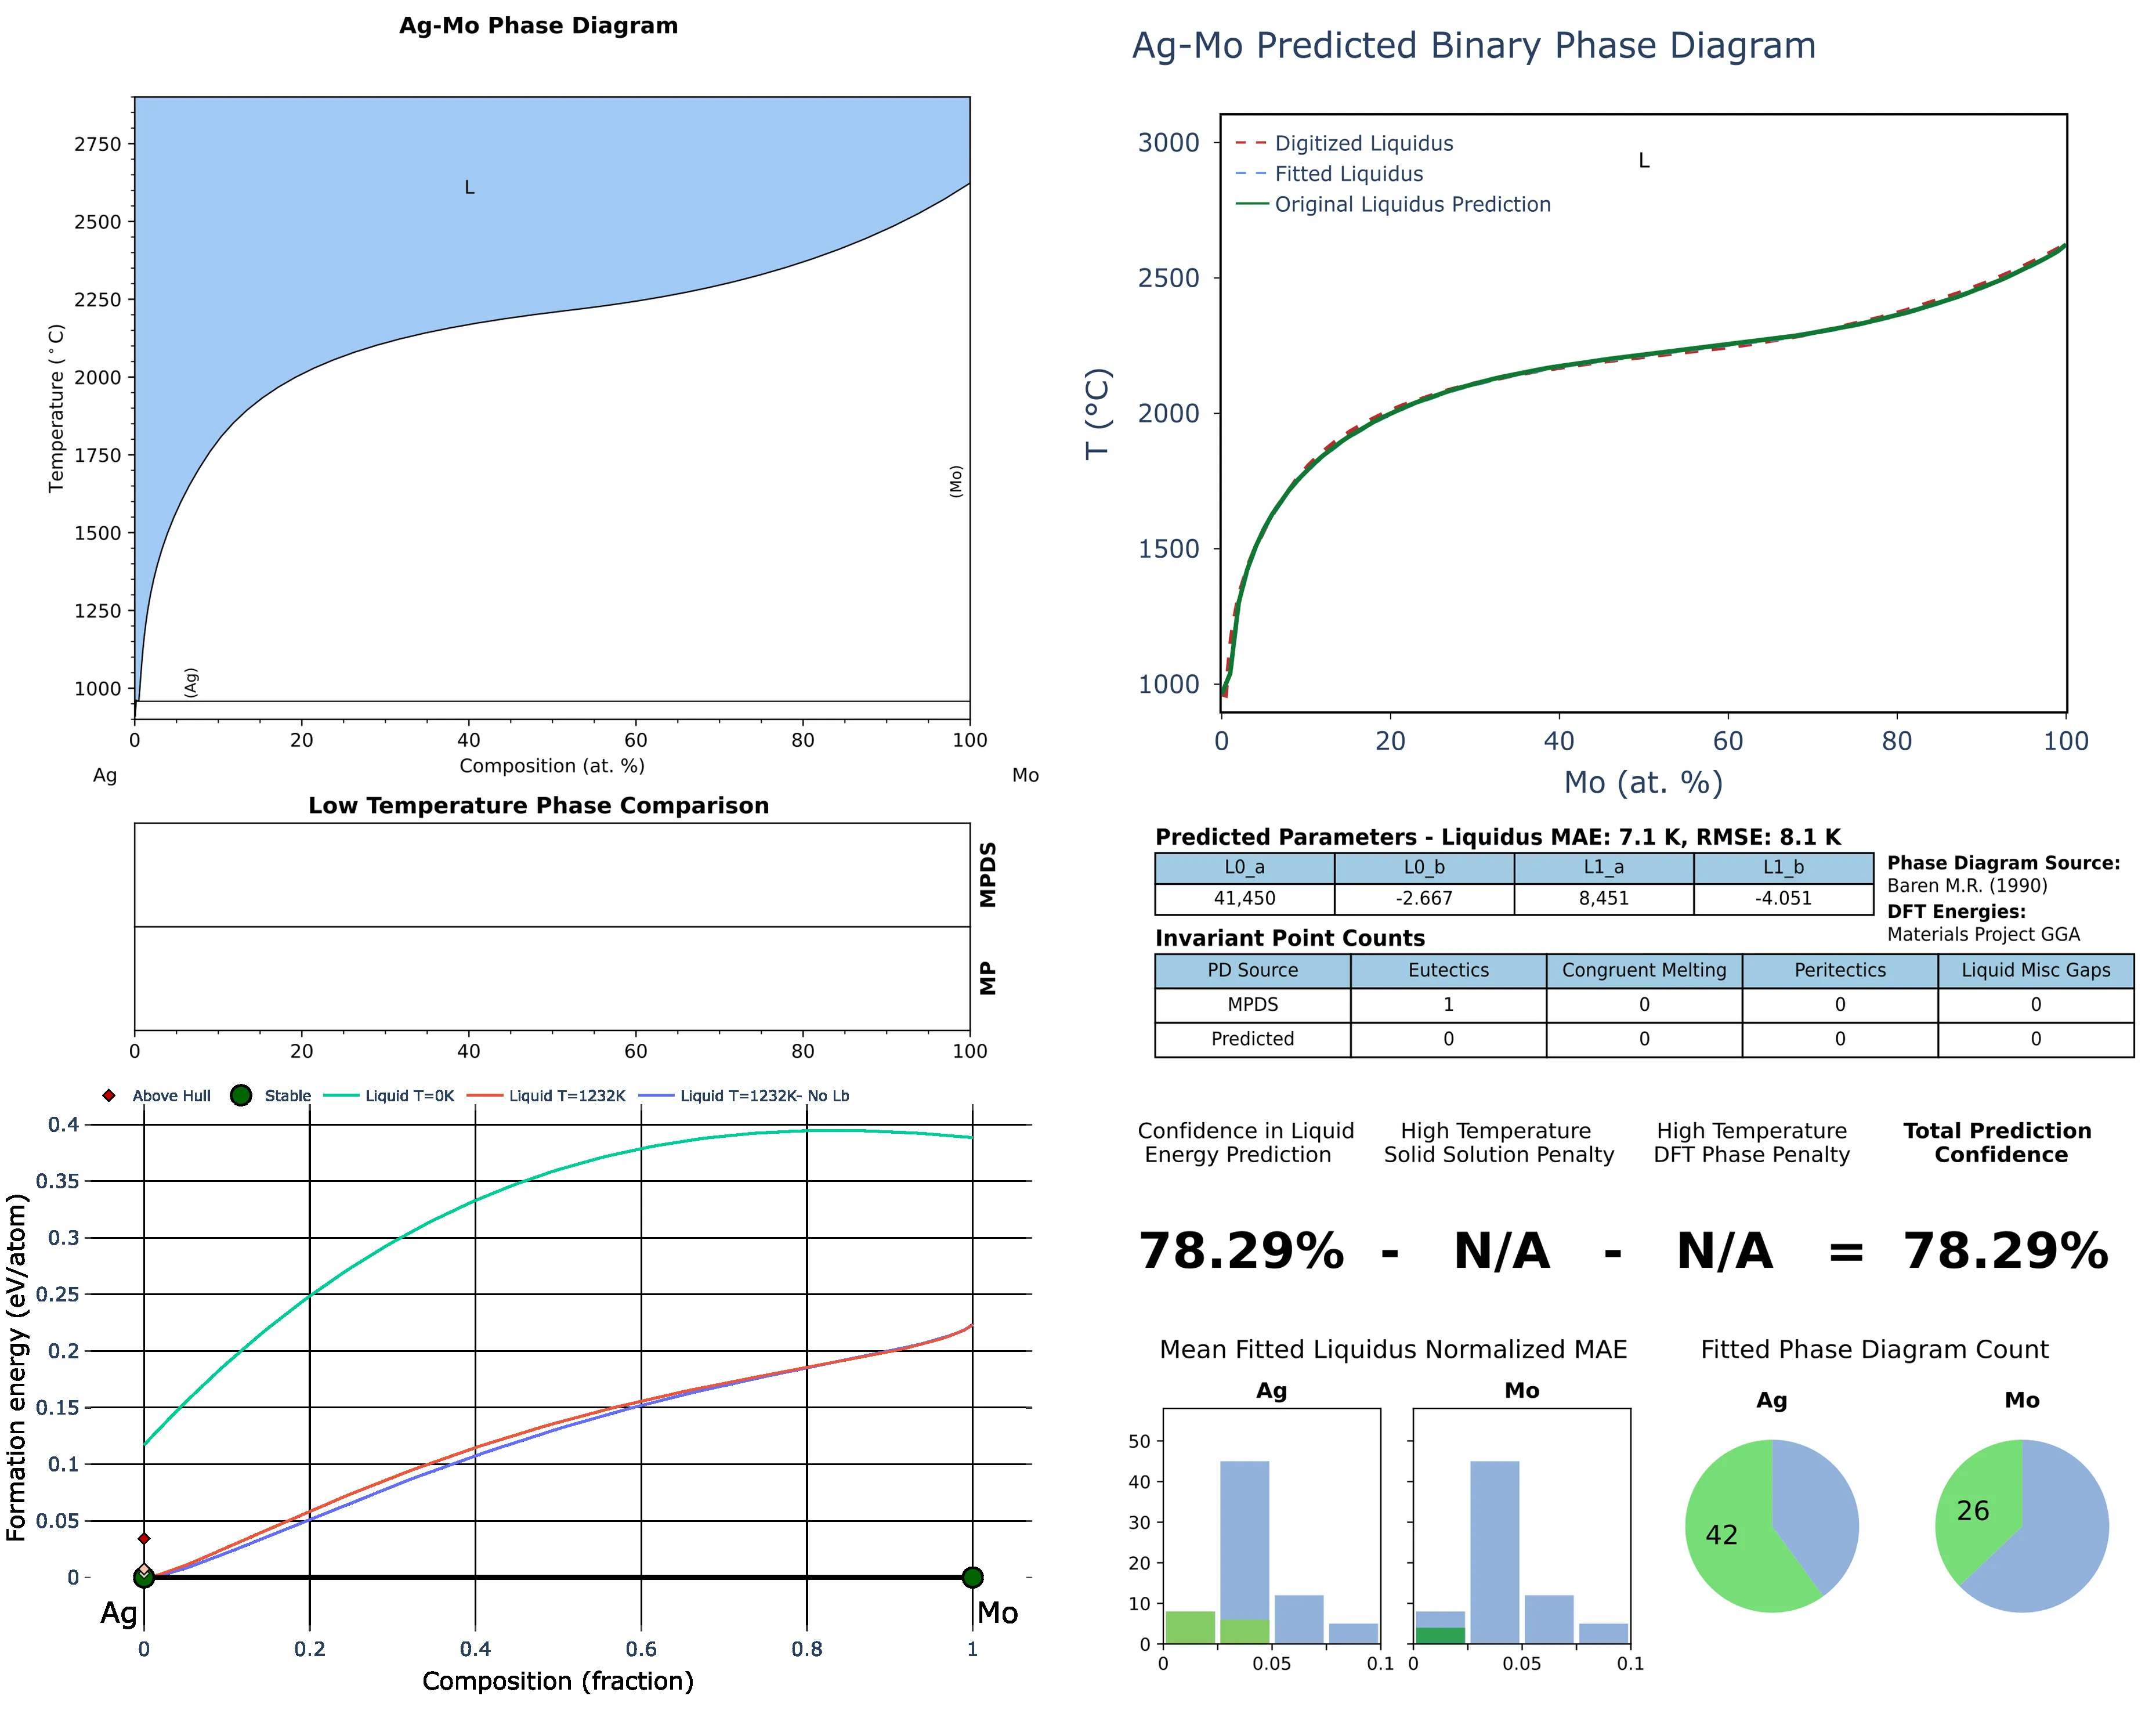 Ag-Mo Phase Diagram
2750
2500
2250
2000
1750
1500
1250
1000
Temperature (°C)
L
(Ag)
(Mo)
0 20 40 60 80 100
Composition (at. %)
Ag Mo
Low Temperature Phase Comparison
MPDS
MP
0 20 40 60 80 100
Above Hull Stable Liquid T=0K Liquid T=1232K Liquid T=1232K- No Lb
0.4
0.35
0.3
0.25
0.2
0.15
0.1
0.05
0
Formation energy (eV/atom)
Ag Mo
0 0.2 0.4 0.6 0.8 1
Composition (fraction)
Ag-Mo Predicted Binary Phase Diagram
3000
2500
2000
1500
1000
T (°C)
Digitized Liquidus
Fitted Liquidus
Original Liquidus Prediction
L
0 20 40 60 80 100
Mo (at. %)
Predicted Parameters - Liquidus MAE: 7.1 K, RMSE: 8.1 K
L0_a L0_b L1_a L1_b
41,450 -2.667 8,451 -4.051
Phase Diagram Source:
Baren M.R. (1990)
DFT Energies:
Materials Project GGA
Invariant Point Counts
PD Source Eutectics Congruent Melting Peritectics Liquid Misc Gaps
MPDS 1 0 0 0
Predicted 0 0 0 0
Confidence in Liquid Energy Prediction
High Temperature Solid Solution Penalty
High Temperature DFT Phase Penalty
Total Prediction Confidence
78.29% - N/A - N/A = 78.29%
Mean Fitted Liquidus Normalized MAE
Ag Mo
50
40
30
20
10
0
0 0.05 0.1 0 0.05 0.1
Fitted Phase Diagram Count
Ag Mo
42 26